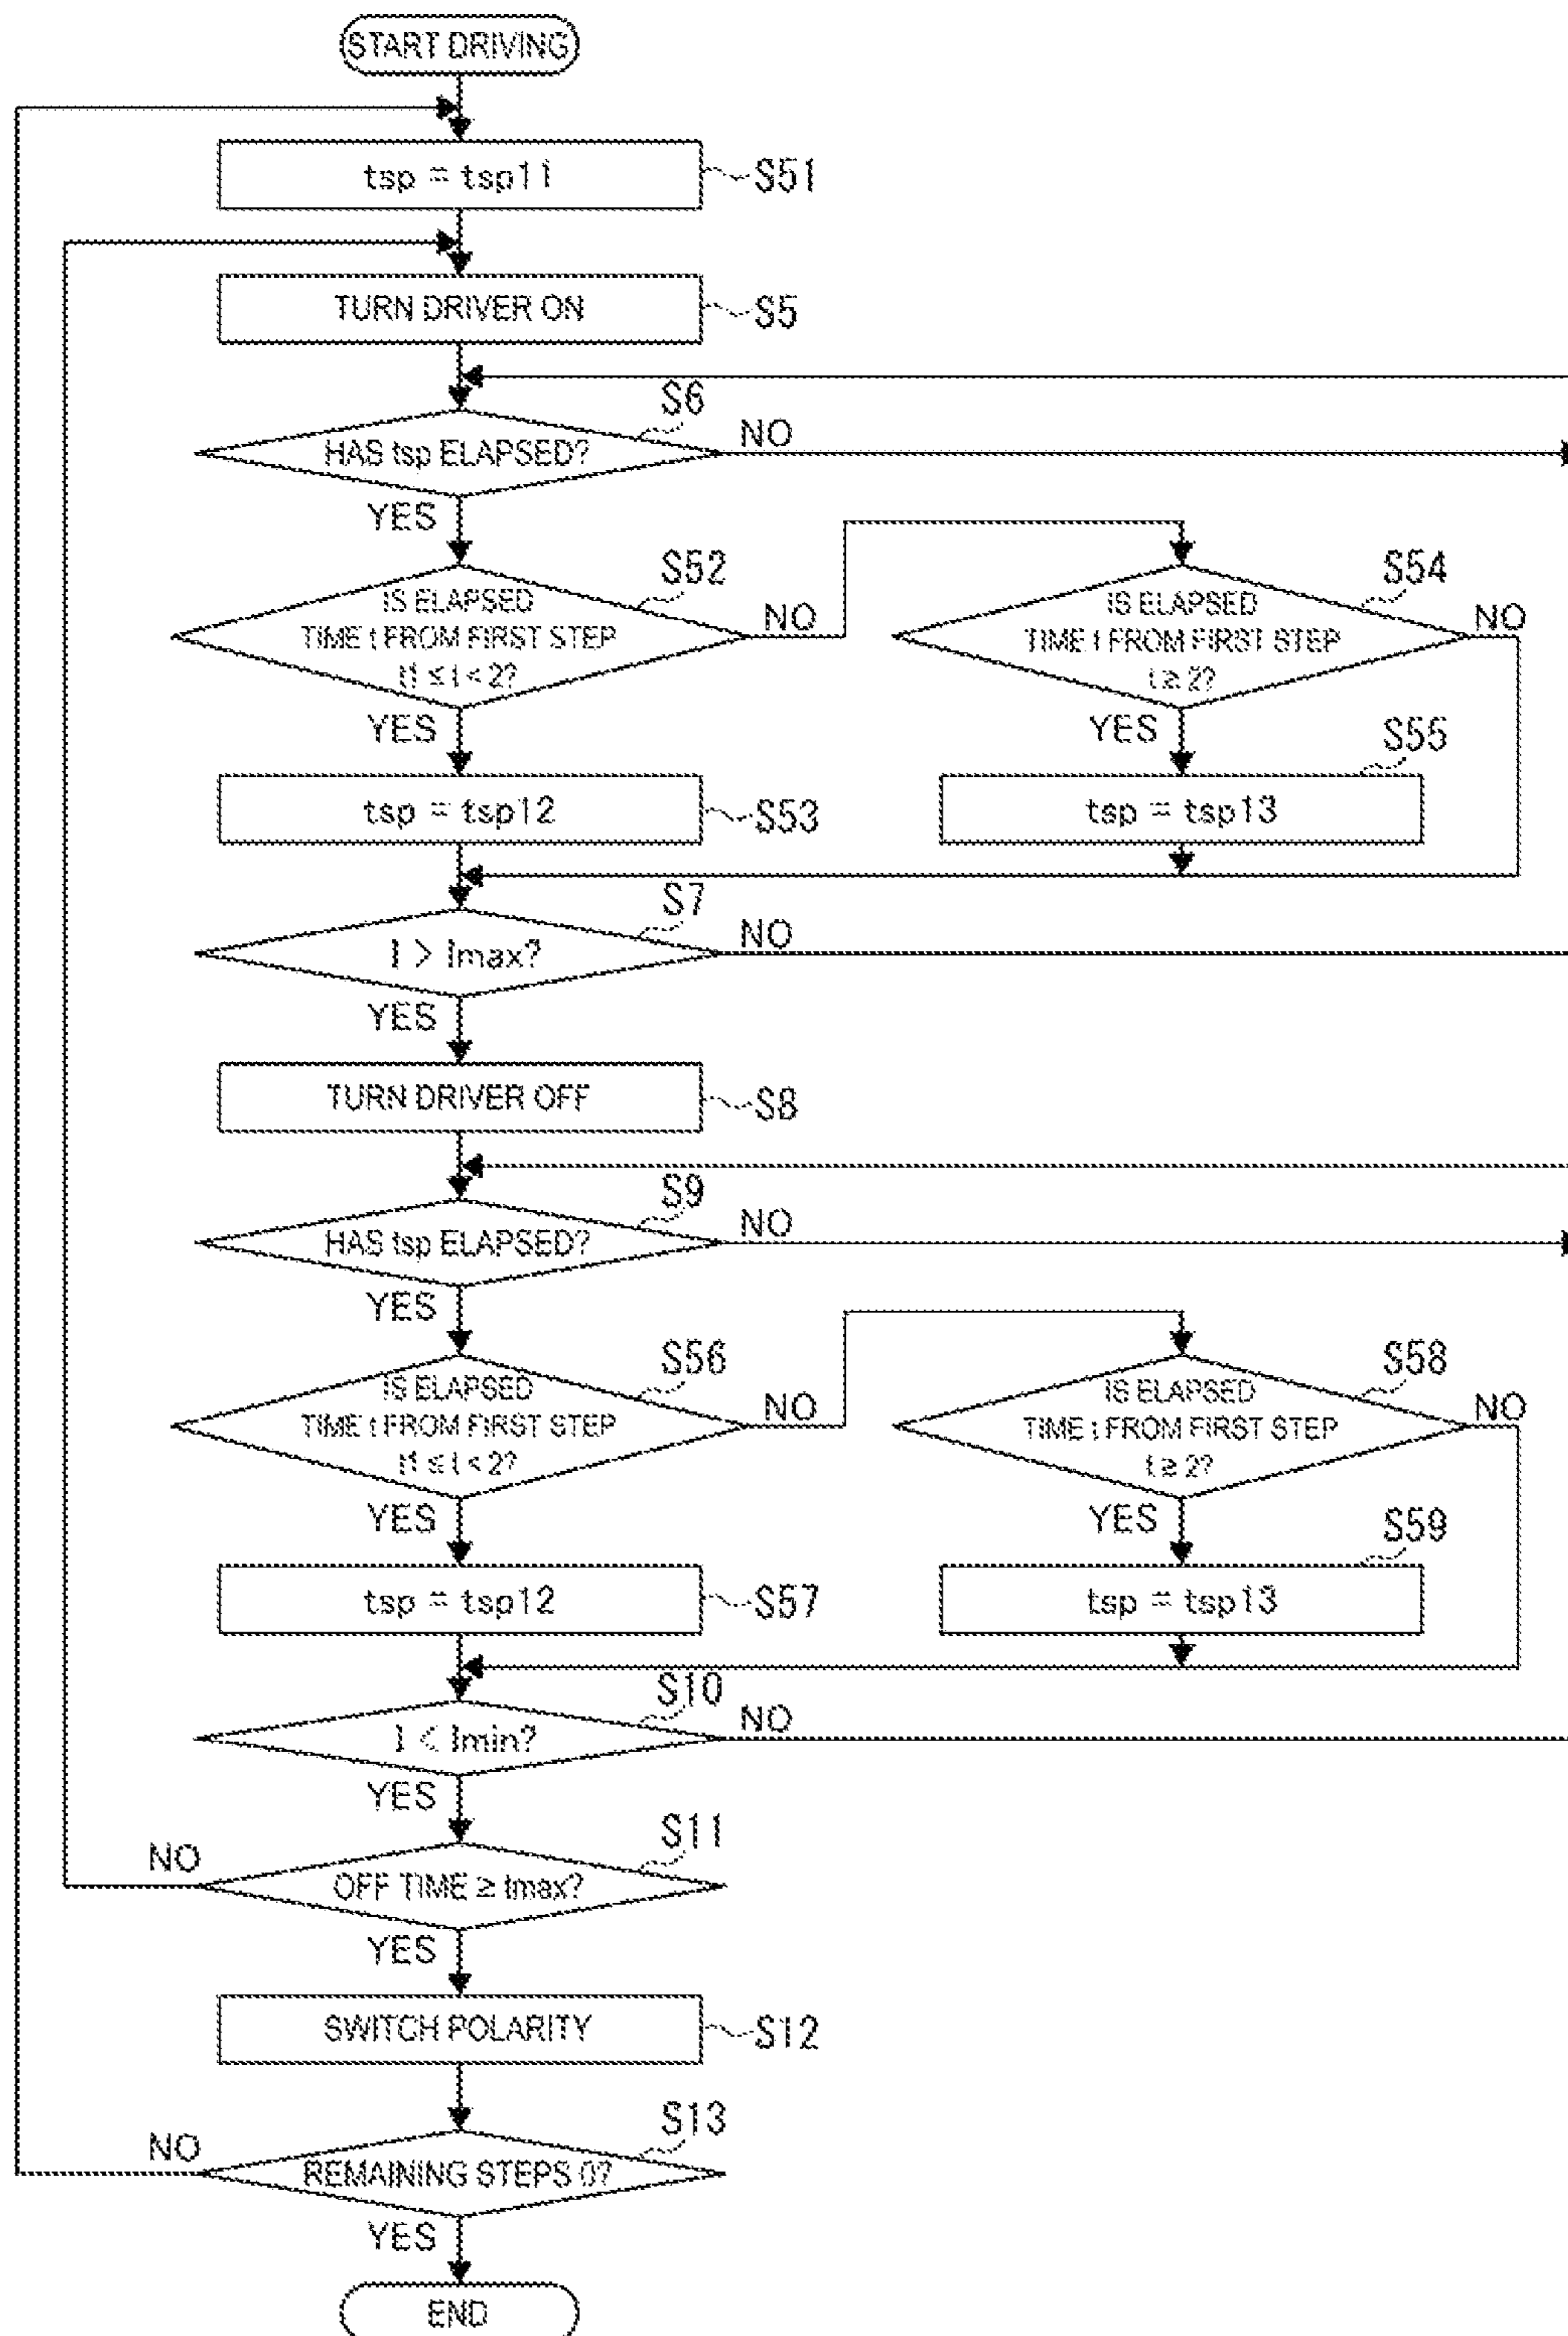 START DRIVING
tsp = tsp11
S51
TURN DRIVER ON
S5
S6
HAS tsp ELAPSED?
NO
YES
S52
IS ELAPSED
TIME t FROM FIRST STEP
t1 ≤ t < 2?
NO
YES
S54
IS ELAPSED
TIME t FROM FIRST STEP
t ≥ 2?
NO
YES
tsp = tsp12
S53
S55
tsp = tsp13
S7
I > Imax?
NO
YES
TURN DRIVER OFF
S8
S9
HAS tsp ELAPSED?
NO
YES
S56
IS ELAPSED
TIME t FROM FIRST STEP
t1 ≤ t < 2?
NO
YES
S58
IS ELAPSED
TIME t FROM FIRST STEP
t ≥ 2?
NO
YES
tsp = tsp12
S57
S59
tsp = tsp13
S10
I < Imin?
NO
YES
S11
OFF TIME ≥ tmax?
NO
YES
SWITCH POLARITY
S12
S13
REMAINING STEPS 0?
NO
YES
END